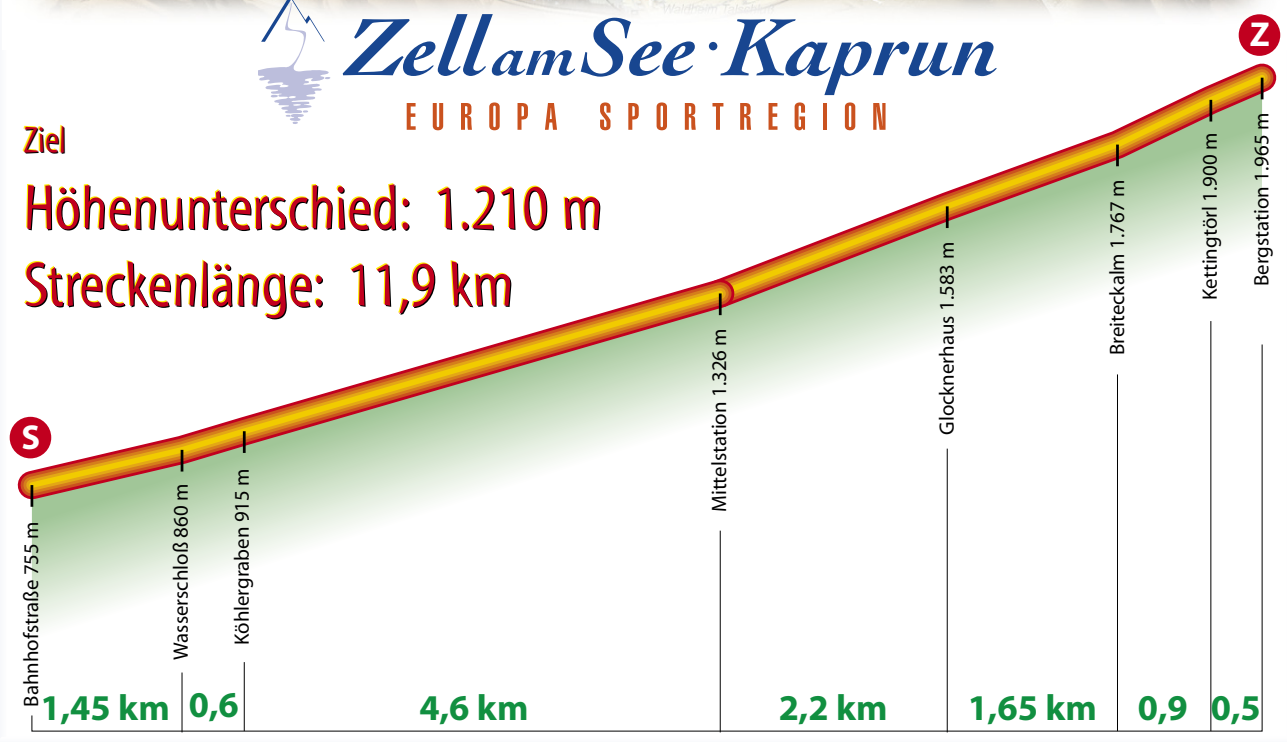 Waldheim Talschluß
Zell am See · Kaprun
EUROPA SPORTREGION
Z
Ziel
Höhenunterschied: 1.210 m
Streckenlänge: 11,9 km
S
Bahnhofstraße 755 m
Wasserschloß 860 m
Köhlergraben 915 m
Mittelstation 1.326 m
Glocknerhaus 1.583 m
Breiteckalm 1.767 m
Kettingtörl 1.900 m
Bergstation 1.965 m
1,45 km
0,6
4,6 km
2,2 km
1,65 km
0,9
0,5